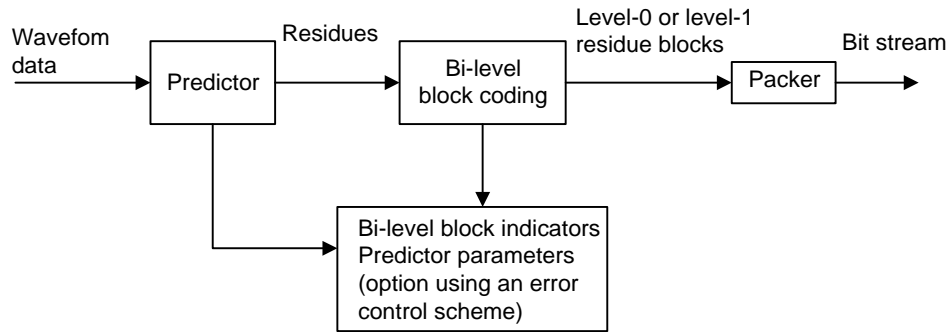 Wavefom
data
Predictor
Residues
Bi-level
block coding
Level-0 or level-1
residue blocks
Packer
Bit stream
Bi-level block indicators
Predictor parameters
(option using an error
control scheme)